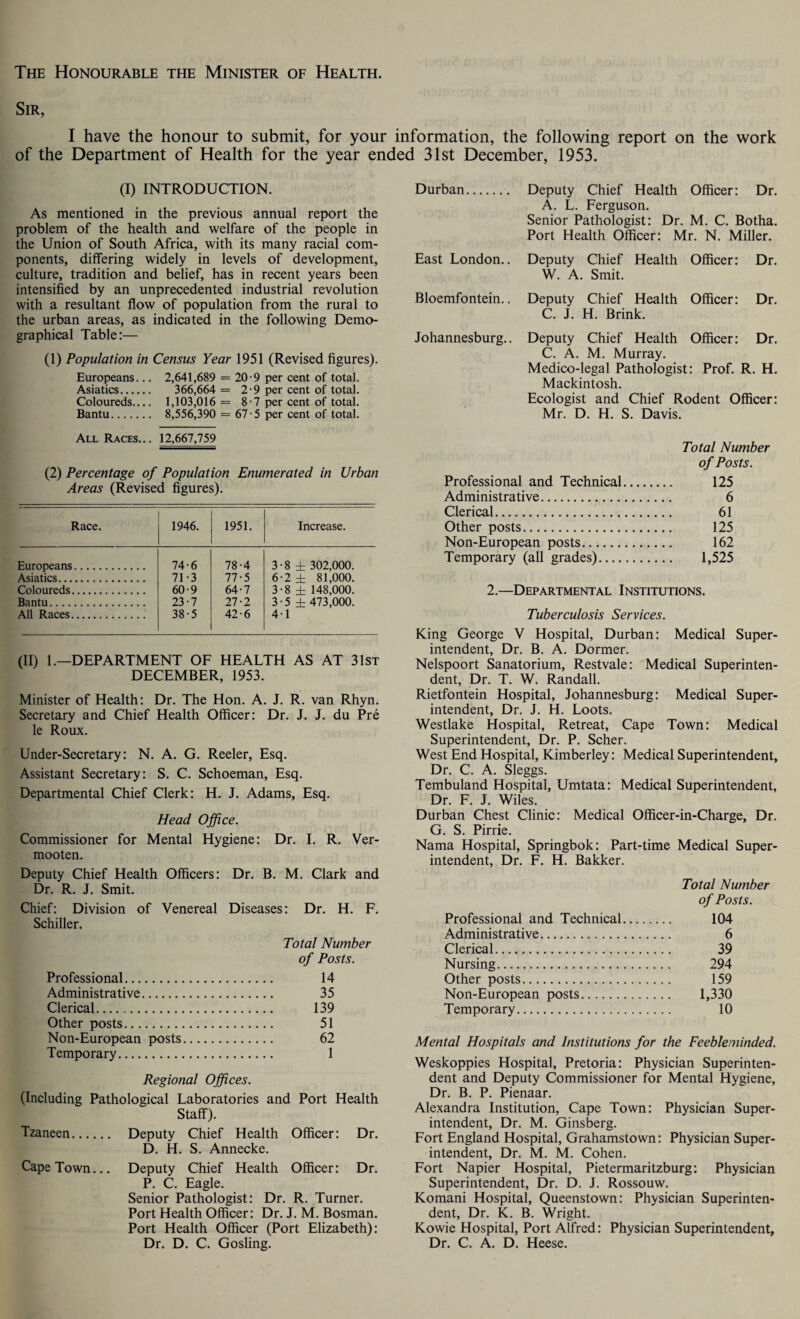 THE HONOURABLE THE MINISTER OF HEALTH.
SIR,
I have the honour to submit, for your information, the following report on the work
of the Department of Health for the year ended 31st December, 1953.
(I) INTRODUCTION.
As mentioned in the previous annual report the
problem of the health and welfare of the people in
the Union of South Africa, with its many racial com-
ponents, differing widely in levels of development,
culture, tradition and belief, has in recent years been
intensified by an unprecedented industrial revolution
with a resultant flow of population from the rural to
the urban areas, as indicated in the following Demo-
graphical Table:—
(1) Population in Census Year 1951 (Revised figures).
Europeans... 2,641,689 = 20·9 per cent of total.
Asiatics...... 366,664 = 2·9 per cent of total.
Coloureds.... 1,103,016 = 8·7 per cent of total.
Bantu....... 8,556,390 = 67·5 per cent of total.
ALL RACES... 12,667,759
(2) Percentage of Population Enumerated in Urban
Areas (Revised figures).
Race. 1946. 1951. Increase.
Europeans............ 74·6 78·4 3·8 ± 302,000.
Asiatics............... 71·3 77·5 6·2 ± 81,000.
Coloureds............. 60·9 64·7 3·8 ± 148,000.
Bantu................ 23·7 27·2 3·5 ± 473,000.
All Races............. 38·5 42·6 4·1
(II) 1.—DEPARTMENT OF HEALTH AS AT 31ST
DECEMBER, 1953.
Minister of Health: Dr. The Hon. A. J. R. van Rhyn.
Secretary and Chief Health Officer: Dr. J. J. du Pré
le Roux.
Under-Secretary: N. A. G. Reeler, Esq.
Assistant Secretary: S. C. Schoeman, Esq.
Departmental Chief Clerk: H. J. Adams, Esq.
Head Office.
Commissioner for Mental Hygiene: Dr. I. R. Ver-
mooten.
Deputy Chief Health Officers: Dr. B. M. Clark and
Dr. R. J. Smit.
Chief: Division of Venereal Diseases: Dr. H. F.
Schiller.
Total Number
of Posts.
Professional..................... 14
Administrative................... 35
Clerical......................... 139
Other posts..................... 51
Non-European posts.............. 62
Temporary...................... 1
Regional Offices.
(Including Pathological Laboratories and Port Health
Staff).
Tzaneen...... Deputy Chief Health Officer: Dr.
D. H. S. Annecke.
Cape Town... Deputy Chief Health Officer: Dr.
P. C. Eagle.
Senior Pathologist: Dr. R. Turner.
Port Health Officer: Dr. J. M. Bosman.
Port Health Officer (Port Elizabeth):
Dr. D. C. Gosling.
Durban....... Deputy Chief Health Officer: Dr.
A. L. Ferguson.
Senior Pathologist: Dr. M. C. Botha.
Port Health Officer: Mr. N. Miller.
East London.. Deputy Chief Health Officer: Dr.
W. A. Smit.
Bloemfontein.. Deputy Chief Health Officer: Dr.
C. J. H. Brink.
Johannesburg.. Deputy Chief Health Officer: Dr.
C. A. M. Murray.
Medico-legal Pathologist: Prof. R. H.
Mackintosh.
Ecologist and Chief Rodent Officer:
Mr. D. H. S. Davis.
Total Number
of Posts.
Professional and Technical........ 125
Administrative................... 6
Clerical......................... 61
Other posts..................... 125
Non-European posts............. 162
Temporary (all grades)........... 1,525
2.—DEPARTMENTAL INSTITUTIONS.
Tuberculosis Services.
King George V Hospital, Durban: Medical Super-
intendent, Dr. B. A. Dormer.
Nelspoort Sanatorium, Restvale: Medical Superinten-
dent, Dr. T. W. Randall.
Rietfontein Hospital, Johannesburg: Medical Super-
intendent, Dr. J. H. Loots.
Westlake Hospital, Retreat, Cape Town: Medical
Superintendent, Dr. P. Scher.
West End Hospital, Kimberley: Medical Superintendent,
Dr. C. A. Sleggs.
Tembuland Hospital, Umtata: Medical Superintendent,
Dr. F. J. Wiles.
Durban Chest Clinic: Medical Officer-in-Charge, Dr.
G. S. Pirrie.
Nama Hospital, Springbok: Part-time Medical Super-
intendent, Dr. F. H. Bakker.
Total Number
of Posts.
Professional and Technical........ 104
Administrative................... 6
Clerical......................... 39
Nursing......................... 294
Other posts..................... 159
Non-European posts............. 1,330
Temporary...................... 10
Mental Hospitals and Institutions for the Feebleminded.
Weskoppies Hospital, Pretoria: Physician Superinten-
dent and Deputy Commissioner for Mental Hygiene,
Dr. B. P. Pienaar.
Alexandra Institution, Cape Town: Physician Super-
intendent, Dr. M. Ginsberg.
Fort England Hospital, Grahamstown: Physician Super-
intendent, Dr. M. M. Cohen.
Fort Napier Hospital, Pietermaritzburg: Physician
Superintendent, Dr. D. J. Rossouw.
Komani Hospital, Queenstown: Physician Superinten-
dent, Dr. K. B. Wright.
Kowie Hospital, Port Alfred: Physician Superintendent,
Dr. C. A. D. Heese.